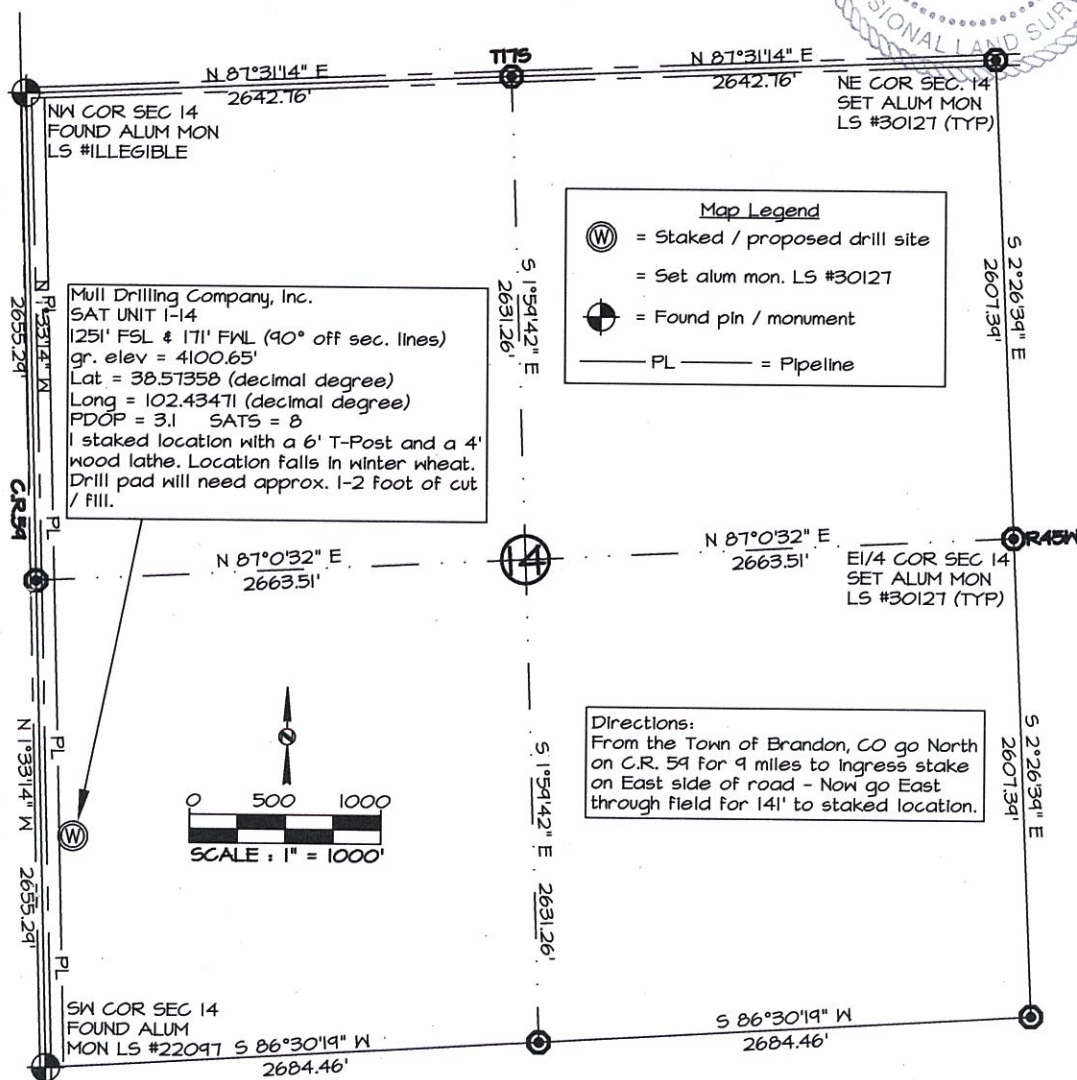 SIONAL LAND SUR
T17S
N 87°31'14" E
2642.76'
N 87°31'14" E
2642.76'
NW COR SEC 14
FOUND ALUM MON
LS #ILLEGIBLE
NE COR SEC. 14
SET ALUM MON
LS #30127 (TYP)
Map Legend
W = Staked / proposed drill site
= Set alum mon. LS #30127
= Found pin / monument
PL = Pipeline
S 2°26'39" E
2607.39'
S 1°59'42" E
2631.26'
PL
N 1°33'14" W
2655.29'
Mull Drilling Company, Inc.
SAT UNIT 1-14
1251' FSL & 171' FWL (90° off sec. lines)
gr. elev = 4100.65'
Lat = 38.57358 (decimal degree)
Long = 102.43471 (decimal degree)
PDOP = 3.1 SATS = 8
I staked location with a 6' T-Post and a 4'
wood lathe. Location falls in winter wheat.
Drill pad will need approx. 1-2 foot of cut
/ fill.
C.R.59
PL
N 87°0'32" E
2663.51'
14
N 87°0'32" E
2663.51'
R45W
E1/4 COR SEC 14
SET ALUM MON
LS #30127 (TYP)
N
0 500 1000
SCALE : 1" = 1000'
Directions:
From the Town of Brandon, CO go North
on C.R. 59 for 9 miles to ingress stake
on East side of road - Now go East
through field for 141' to staked location.
N 1°33'14" W
2655.29'
PL
W
PL
S 1°59'42" E
2631.26'
S 2°26'39" E
2607.39'
SW COR SEC 14
FOUND ALUM
MON LS #22097
S 86°30'19" W
2684.46'
S 86°30'19" W
2684.46'